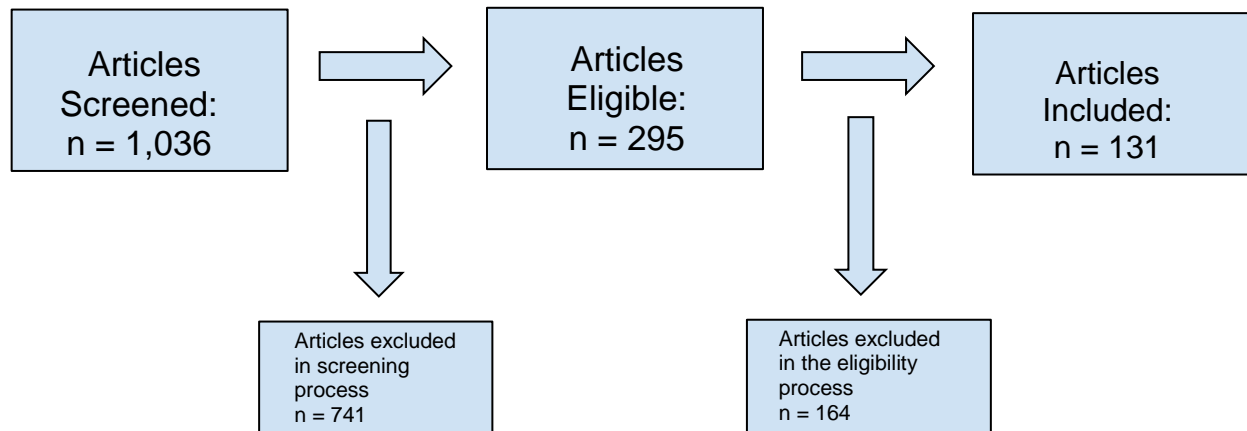 Articles
Screened:
n = 1,036
Articles
Eligible:
n = 295
Articles
Included:
n = 131
Articles excluded
in screening
process
n = 741
Articles excluded
in the eligibility
process
n = 164